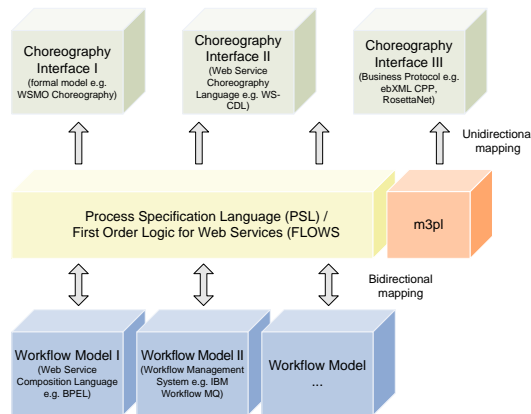 Choreography
Interface I
(formal model e.g.
WSMO Choreography)
Choreography
Interface II
(Web Service
Choreography
Language e.g. WS-
CDL)
Choreography
Interface III
(Business Protocol e.g.
ebXML CPP,
RosettaNet)
Unidirectional
mapping
Process Specification Language (PSL) /
First Order Logic for Web Services (FLOWS
m3pl
Bidirectional
mapping
Workflow Model I
(Web Service
Composition Language
e.g. BPEL)
Workflow Model II
(Workflow Management
System e.g. IBM
Workflow MQ)
Workflow Model
...